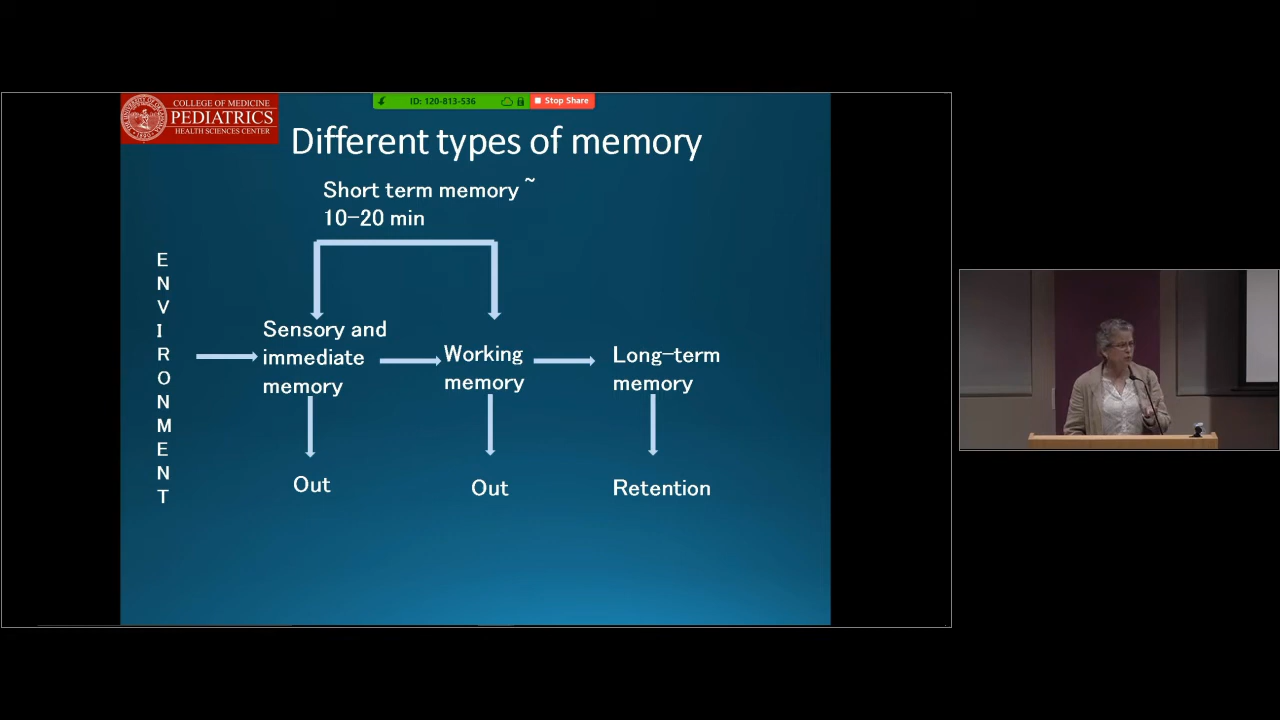 COLLEGE OF MEDICINE
PEDIATRICS
HEALTH SCIENCES CENTER
ID: 120-813-536
Stop Share
Different types of memory
Short term memory ~
10-20 min
ENVIRONMENT
Sensory and
immediate
memory
Working
memory
Long-term
memory
Out
Out
Retention